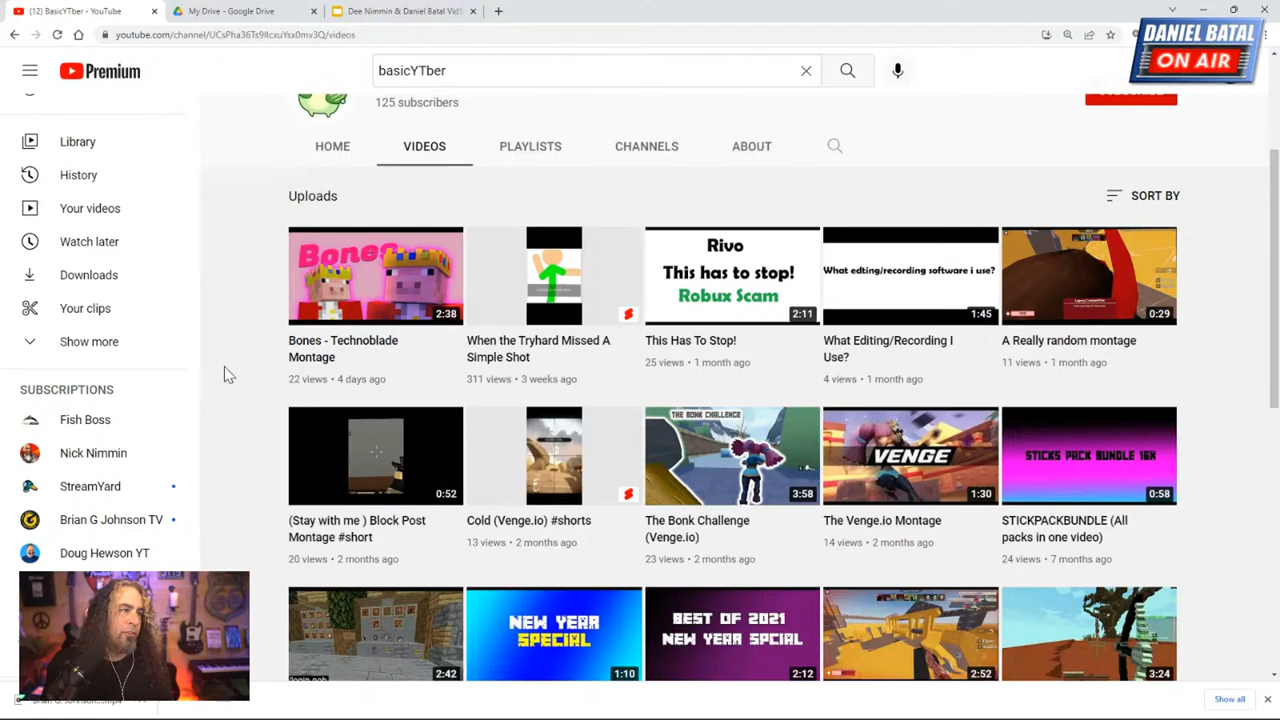 (12) BasicYTber - YouTube
My Drive - Google Drive
Dee Nimmin & Daniel Batal Vid
youtube.com/channel/UCsPha36Ts9IlcxuYsx0mv3Q/videos
DANIEL BATAL
ON AIR
Premium
basicYTber
125 subscribers
HOME
VIDEOS
PLAYLISTS
CHANNELS
ABOUT
Library
History
Your videos
Watch later
Downloads
Your clips
Show more
SUBSCRIPTIONS
Fish Boss
Nick Nimmin
StreamYard
Brian G Johnson TV
Doug Hewson YT
Uploads
SORT BY
Bones
2:38
Bones - Technoblade
Montage
22 views • 4 days ago
When the Tryhard Missed A
Simple Shot
311 views • 3 weeks ago
Rivo
This has to stop!
Robux Scam
2:11
This Has To Stop!
25 views • 1 month ago
What edting/recording software i use?
1:45
What Editing/Recording I
Use?
4 views • 1 month ago
0:29
A Really random montage
11 views • 1 month ago
0:52
(Stay with me ) Block Post
Montage #short
20 views • 2 months ago
Cold (Venge.io) #shorts
13 views • 2 months ago
THE BONK CHALLENGE
3:58
The Bonk Challenge
(Venge.io)
23 views • 2 months ago
VENGE
1:30
The Venge.io Montage
14 views • 2 months ago
STICKS PACK BUNDLE 16X
0:58
STICKPACKBUNDLE (All
packs in one video)
24 views • 7 months ago
2:42
NEW YEAR
SPECIAL
1:10
BEST OF 2021
NEW YEAR SPCIAL
2:12
2:52
3:24
Show all